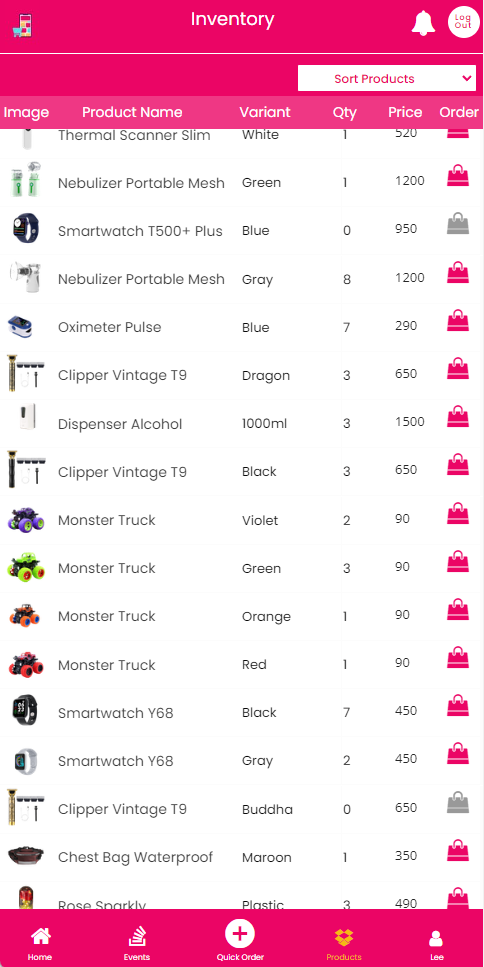 Inventory
Log Out
Sort Products
Image Product Name Variant Qty Price Order
Thermal Scanner Slim White 1 520
Nebulizer Portable Mesh Green 1 1200
Smartwatch T500+ Plus Blue 0 950
Nebulizer Portable Mesh Gray 8 1200
Oximeter Pulse Blue 7 290
Clipper Vintage T9 Dragon 3 650
Dispenser Alcohol 1000ml 3 1500
Clipper Vintage T9 Black 3 650
Monster Truck Violet 2 90
Monster Truck Green 3 90
Monster Truck Orange 1 90
Monster Truck Red 1 90
Smartwatch Y68 Black 7 450
Smartwatch Y68 Gray 2 450
Clipper Vintage T9 Buddha 0 650
Chest Bag Waterproof Maroon 1 350
Rose Sparkly Plastic 3 490
Home Events Quick Order Products Lee